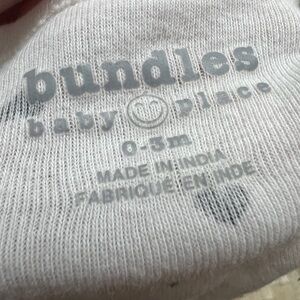 bundles
baby place
0-3m
MADE IN INDIA
FABRIQUÉ EN INDE